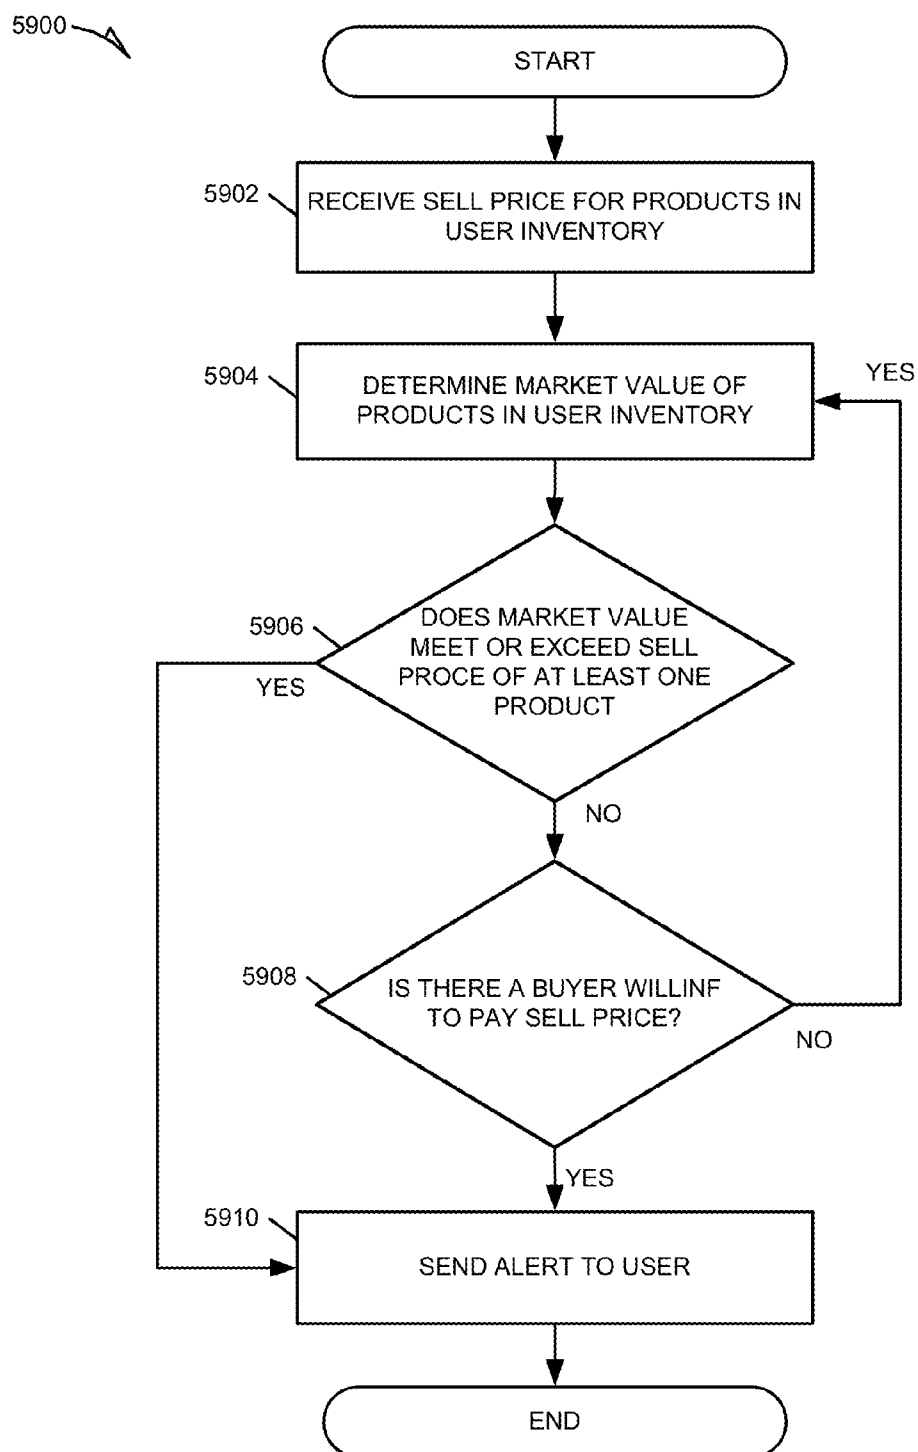 5900
START
5902
RECEIVE SELL PRICE FOR PRODUCTS IN
USER INVENTORY
5904
DETERMINE MARKET VALUE OF
PRODUCTS IN USER INVENTORY
YES
5906
DOES MARKET VALUE
MEET OR EXCEED SELL
PROCE OF AT LEAST ONE
PRODUCT
YES
NO
5908
IS THERE A BUYER WILLINF
TO PAY SELL PRICE?
NO
YES
5910
SEND ALERT TO USER
END